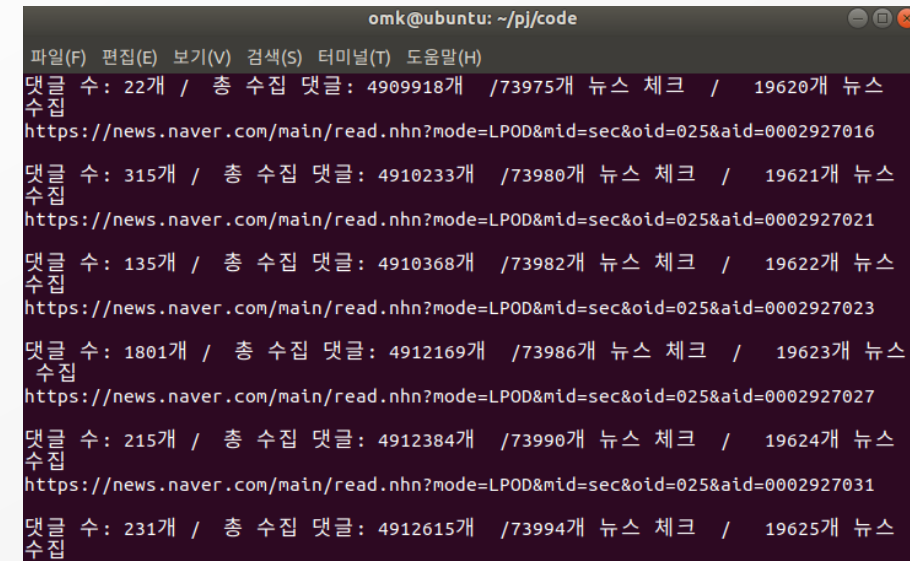 omk@ubuntu: ~/pj/code
파일(F) 편집(E) 보기(V) 검색(S) 터미널(T) 도움말(H)
댓글 수: 22개 / 총 수집 댓글: 4909918개 /73975개 뉴스 체크 / 19620개 뉴스
수집
https://news.naver.com/main/read.nhn?mode=LPOD&mid=sec&oid=025&aid=0002927016
댓글 수: 315개 / 총 수집 댓글: 4910233개 /73980개 뉴스 체크 / 19621개 뉴스
수집
https://news.naver.com/main/read.nhn?mode=LPOD&mid=sec&oid=025&aid=0002927021
댓글 수: 135개 / 총 수집 댓글: 4910368개 /73982개 뉴스 체크 / 19622개 뉴스
수집
https://news.naver.com/main/read.nhn?mode=LPOD&mid=sec&oid=025&aid=0002927023
댓글 수: 1801개 / 총 수집 댓글: 4912169개 /73986개 뉴스 체크 / 19623개 뉴스
수집
https://news.naver.com/main/read.nhn?mode=LPOD&mid=sec&oid=025&aid=0002927027
댓글 수: 215개 / 총 수집 댓글: 4912384개 /73990개 뉴스 체크 / 19624개 뉴스
수집
https://news.naver.com/main/read.nhn?mode=LPOD&mid=sec&oid=025&aid=0002927031
댓글 수: 231개 / 총 수집 댓글: 4912615개 /73994개 뉴스 체크 / 19625개 뉴스
수집